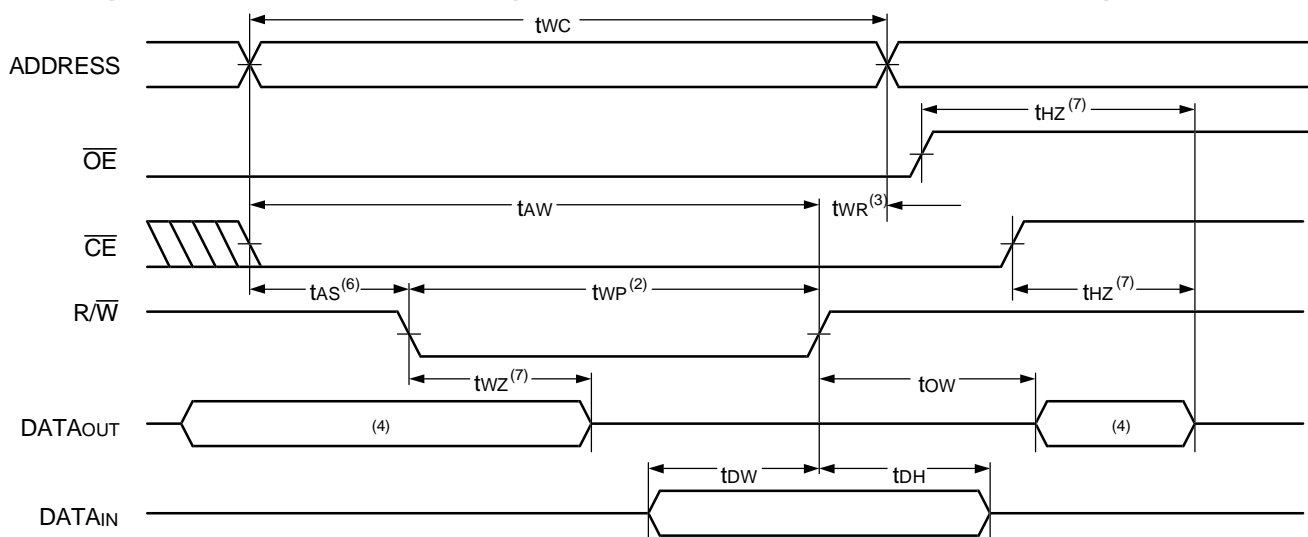 tWC
ADDRESS
tHZ(7)
OE
tAW
tWR(3)
CE
tAS(6)
tWP(2)
tHZ(7)
R/W
tWZ(7)
tOW
DATAOUT
(4)
(4)
tDW
tDH
DATAIN